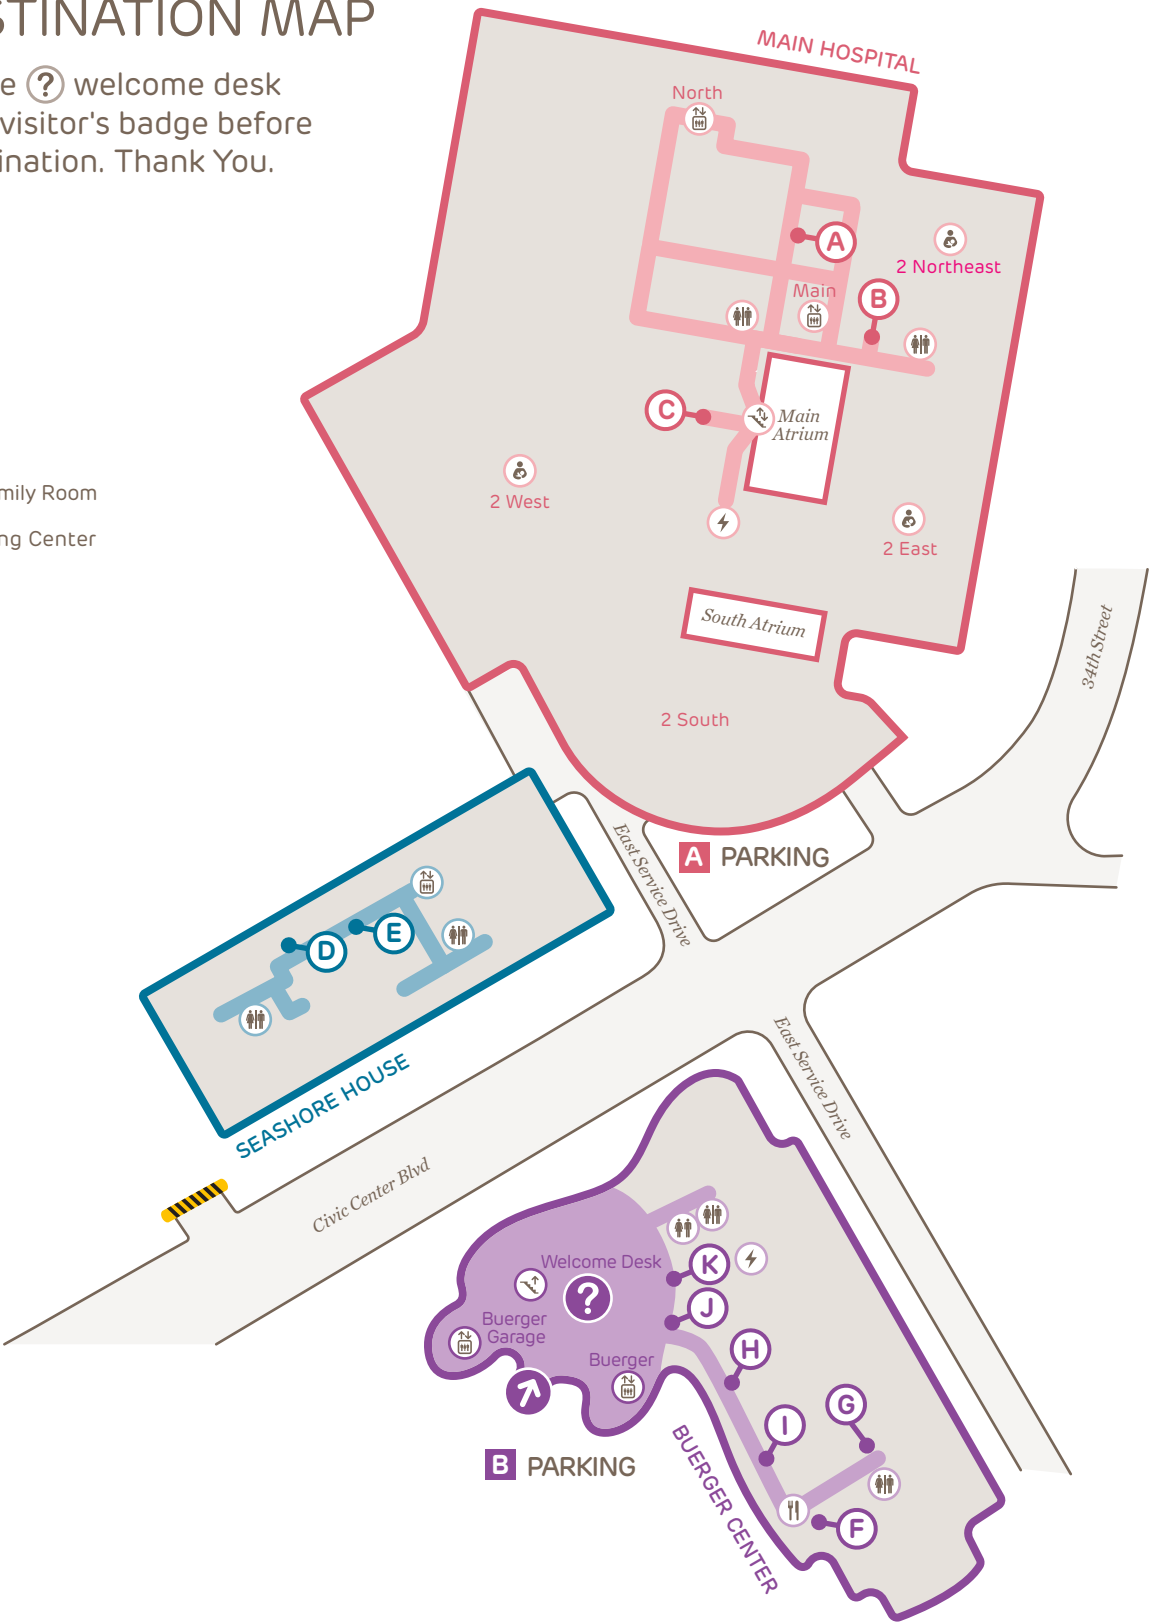 STINATION MAP
e ? welcome desk
visitor's badge before
ination. Thank You.
mily Room
ng Center
MAIN HOSPITAL
North
A
2 Northeast
Main
B
C
Main
Atrium
2 West
2 East
South Atrium
34th Street
2 South
East Service Drive
A PARKING
E
D
SEASHORE HOUSE
East Service Drive
Civic Center Blvd
Welcome Desk
K
?
J
Buerger
Garage
H
Buerger
G
I
BUERGER CENTER
B PARKING
F